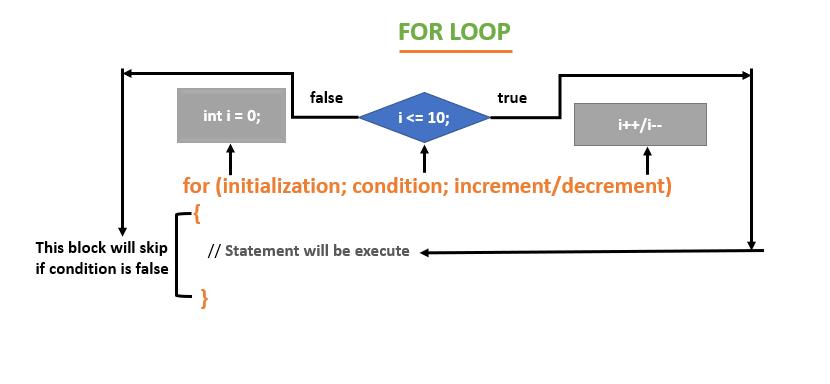 FOR LOOP
false
true
int i = 0;
i <= 10;
i++/i--
for (initialization; condition; increment/decrement)
{
This block will skip
if condition is false
// Statement will be execute
}